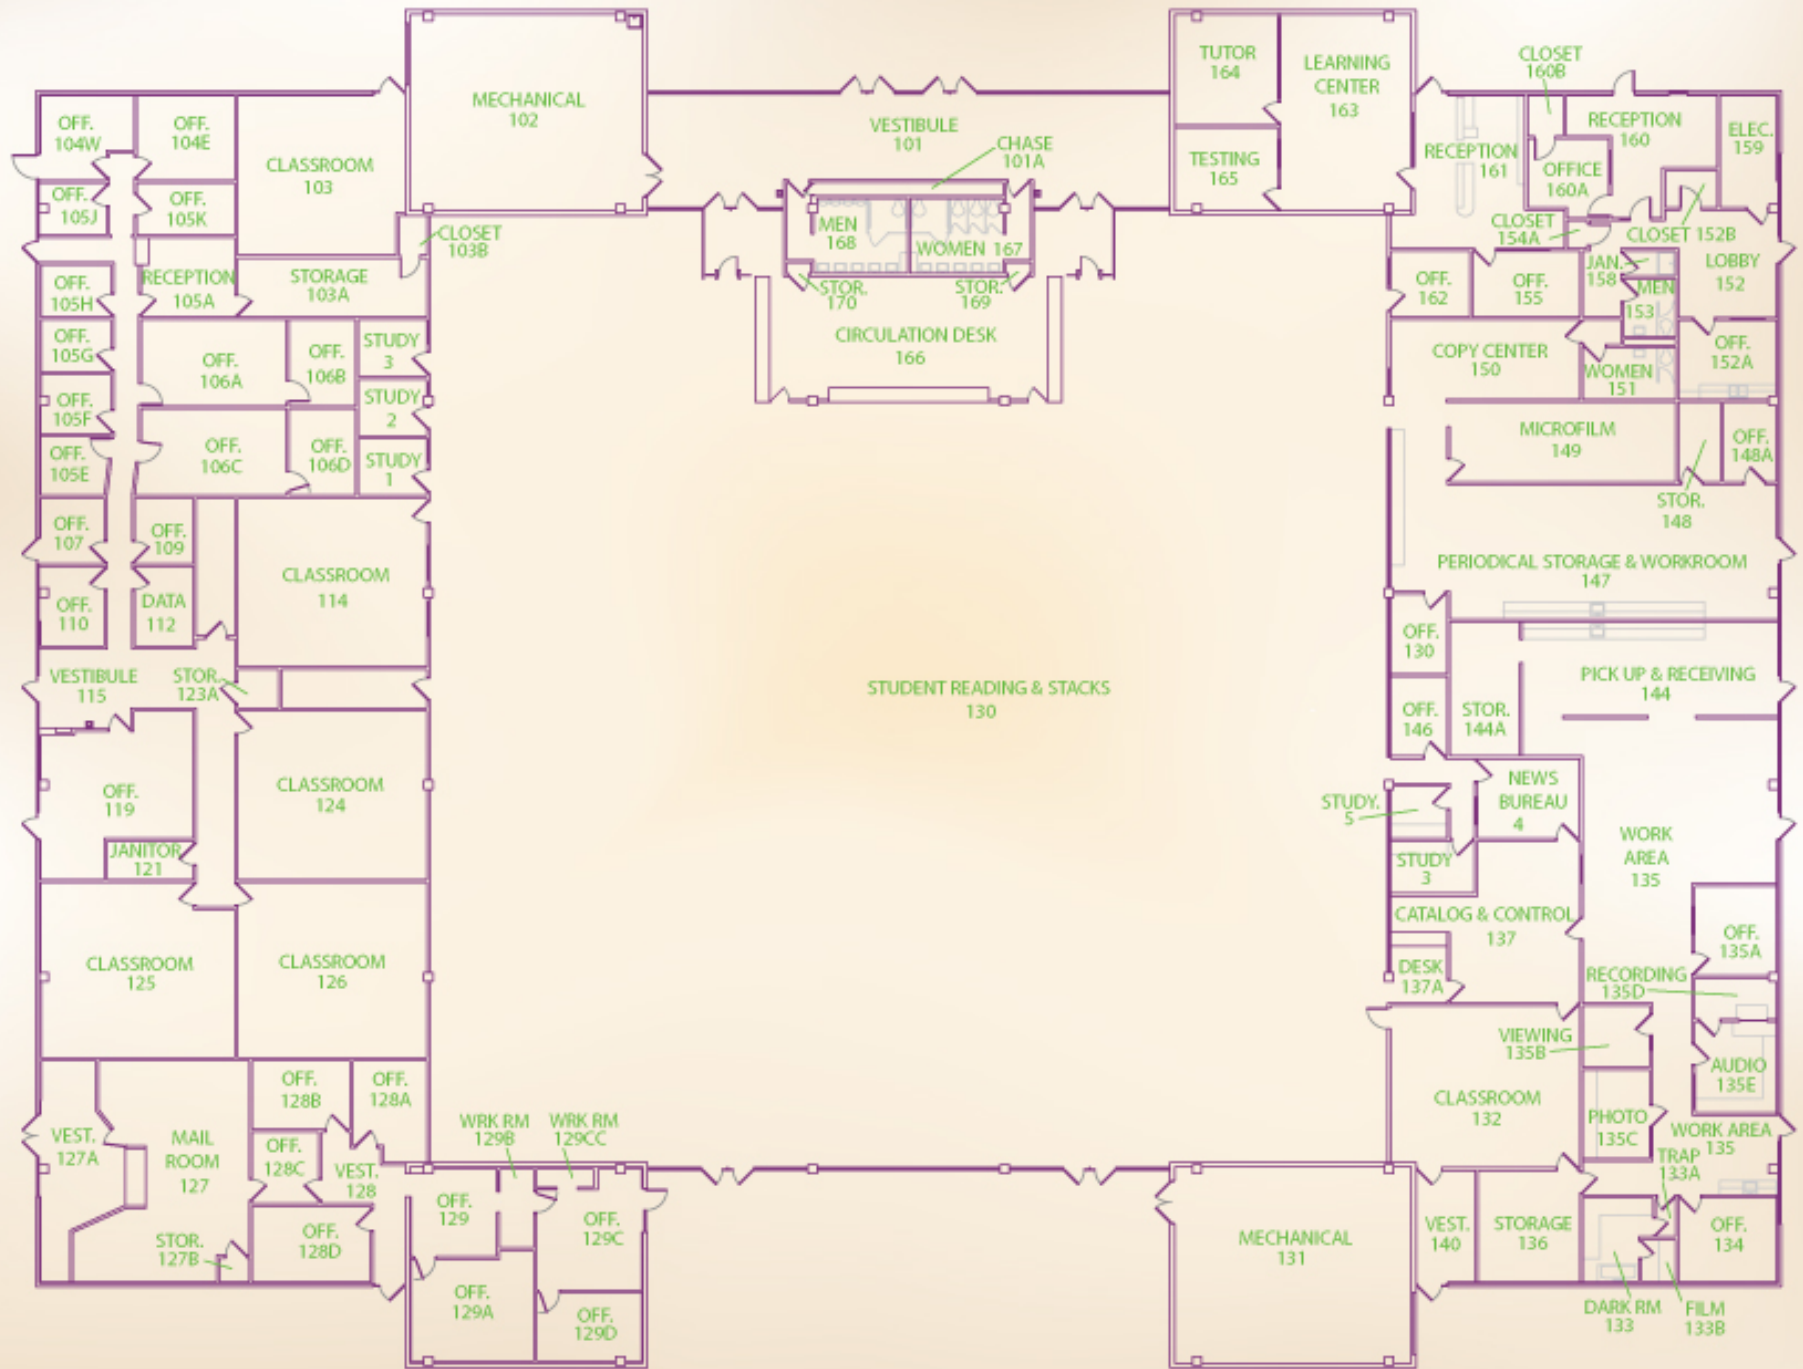 OFF.
104W
OFF.
104E
CLASSROOM
103
MECHANICAL
102
VESTIBULE
101
CHASE
101A
TUTOR
164
LEARNING
CENTER
163
TESTING
165
CLOSET
160B
RECEPTION
160
ELEC.
159
RECEPTION
161
OFFICE
160A
OFF.
105J
OFF.
105K
CLOSET
103B
MEN
168
WOMEN 167
CLOSET
154A
CLOSET 152B
OFF.
105H
RECEPTION
105A
STORAGE
103A
STOR.
170
STOR.
169
OFF.
162
OFF.
155
JAN.
158
LOBBY
152
MEN
153
CIRCULATION DESK
166
OFF.
105G
OFF.
106A
OFF.
106B
STUDY
3
COPY CENTER
150
WOMEN
151
OFF.
152A
OFF.
105F
STUDY
2
OFF.
105E
OFF.
106C
OFF.
106D
STUDY
1
MICROFILM
149
OFF.
148A
STOR.
148
OFF.
107
OFF.
109
CLASSROOM
114
PERIODICAL STORAGE & WORKROOM
147
OFF.
110
DATA
112
OFF.
130
VESTIBULE
115
STOR.
123A
STUDENT READING & STACKS
130
PICK UP & RECEIVING
144
OFF.
146
STOR.
144A
OFF.
119
CLASSROOM
124
STUDY.
5
NEWS
BUREAU
4
WORK
AREA
135
JANITOR
121
STUDY
3
CATALOG & CONTROL
137
OFF.
135A
CLASSROOM
125
CLASSROOM
126
DESK
137A
RECORDING
135D
VIEWING
135B
AUDIO
135E
OFF.
128B
OFF.
128A
CLASSROOM
132
PHOTO
135C
WORK AREA
135
VEST.
127A
MAIL
ROOM
127
OFF.
128C
VEST.
128
WRK RM
129B
WRK RM
129CC
TRAP
133A
OFF.
129
OFF.
129C
STOR.
127B
OFF.
128D
MECHANICAL
131
VEST.
140
STORAGE
136
OFF.
134
OFF.
129A
OFF.
129D
DARK RM
133
FILM
133B